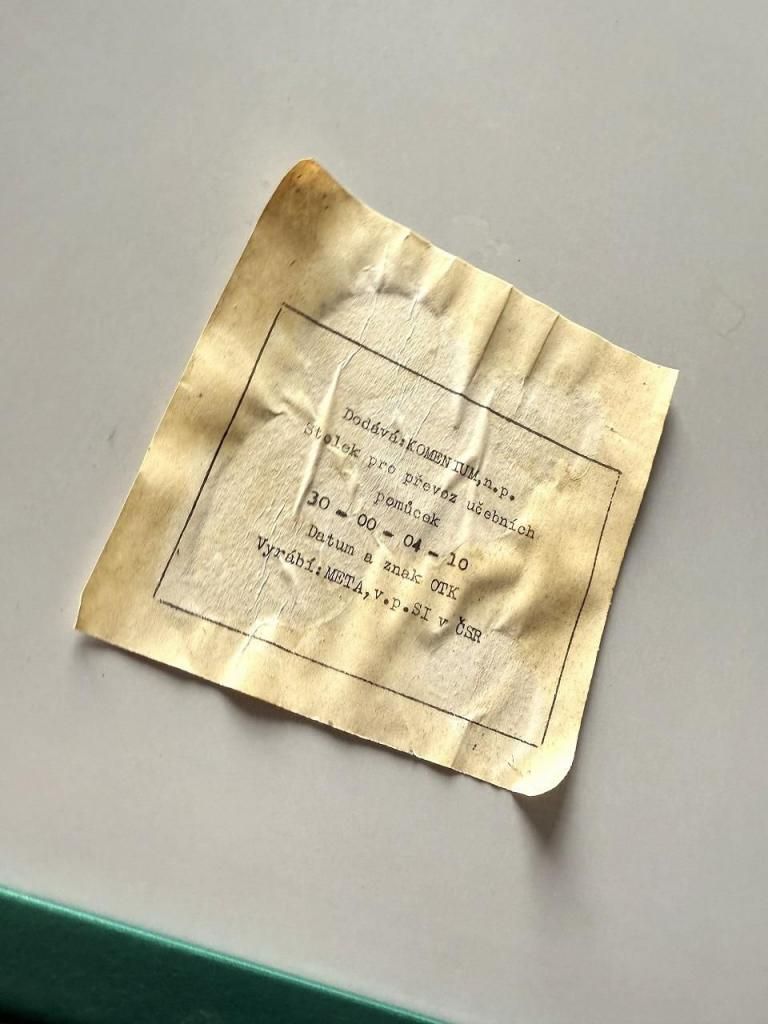 Dodává:KOMENIUM,n.p.
Stolek pro převoz učebních
pomůcek
30 - 00 - 04 - 10
Datum a znak OTK
Vyrábí:META,v.p.SI v ČSR